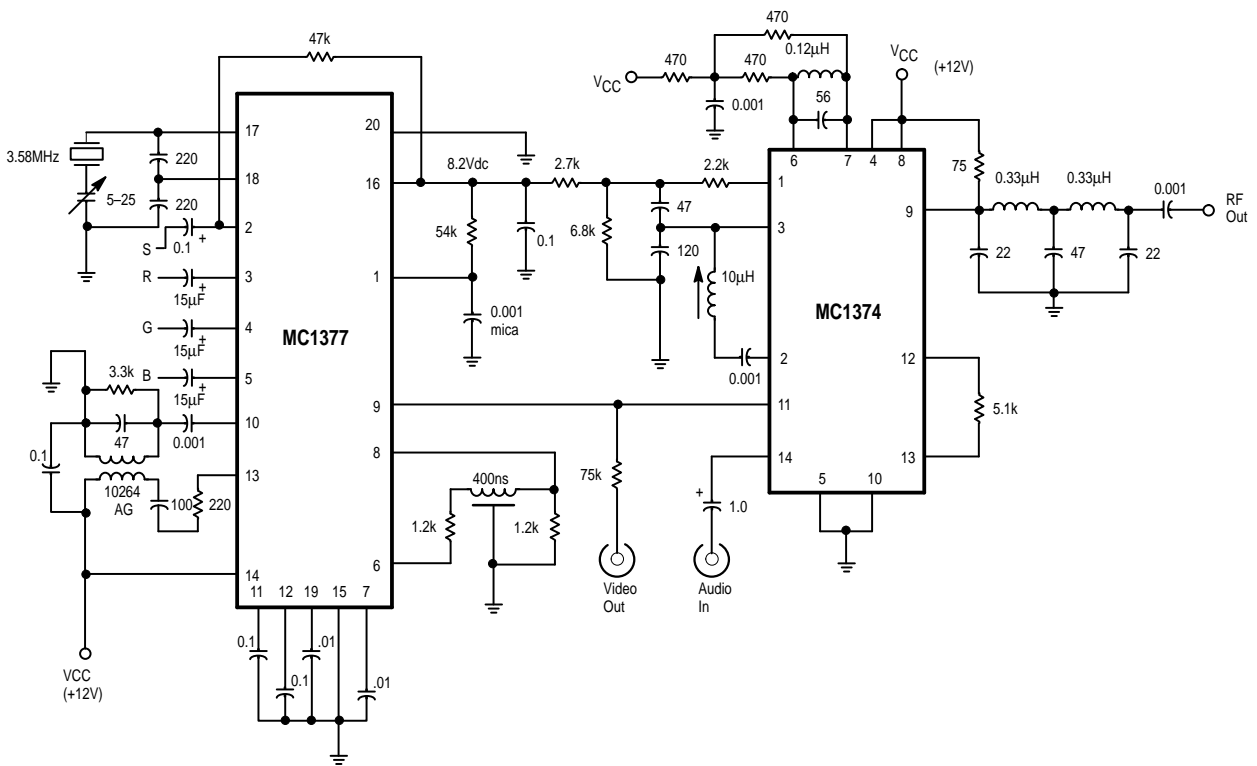 47k
470
0.12μH
470
470
VCC
VCC
(+12V)
0.001
56
3.58MHz
5–25
220
220
S
0.1
+
R
15μF
+
G
15μF
+
B
15μF
+
17
18
2
3
4
5
10
13
14
20
16
1
9
8
6
MC1377
11
12
19
15
7
8.2Vdc
54k
0.1
2.7k
6.8k
47
120
2.2k
10μH
0.001
mica
0.001
6
7
4
8
1
3
2
11
14
9
12
13
5
10
MC1374
75
0.33μH
0.33μH
0.001
RF
Out
22
47
22
5.1k
3.3k
47
0.001
0.1
10264
AG
100
220
400ns
1.2k
1.2k
75k
+
1.0
Video
Out
Audio
In
VCC
(+12V)
0.1
0.1
.01
.01